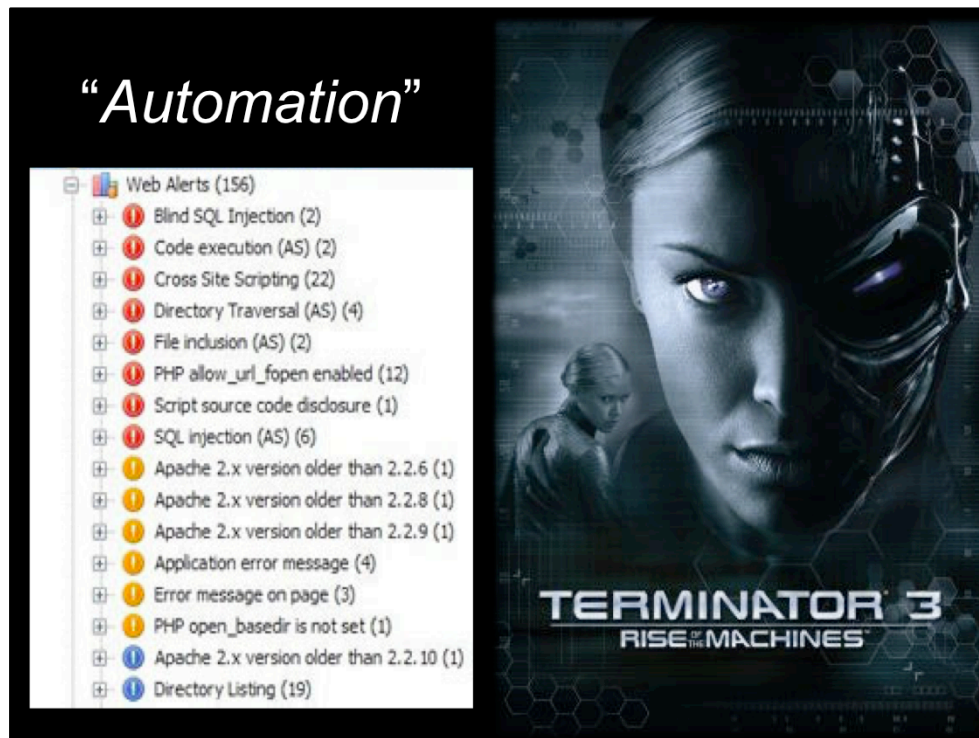 “Automation”
Web Alerts (156)
Blind SQL Injection (2)
Code execution (AS) (2)
Cross Site Scripting (22)
Directory Traversal (AS) (4)
File inclusion (AS) (2)
PHP allow_url_fopen enabled (12)
Script source code disclosure (1)
SQL injection (AS) (6)
Apache 2.x version older than 2.2.6 (1)
Apache 2.x version older than 2.2.8 (1)
Apache 2.x version older than 2.2.9 (1)
Application error message (4)
Error message on page (3)
PHP open_basedir is not set (1)
Apache 2.x version older than 2.2.10 (1)
Directory Listing (19)
TERMINATOR 3
RISE OF THE MACHINES